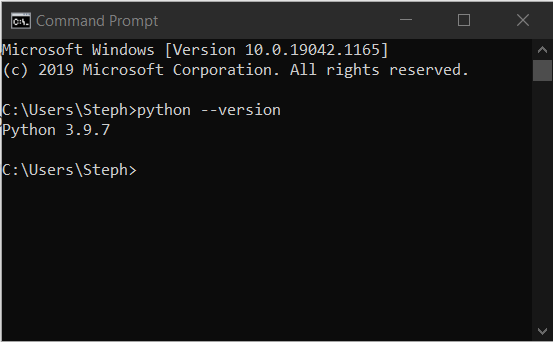 Command Prompt
Microsoft Windows [Version 10.0.19042.1165]
(c) 2019 Microsoft Corporation. All rights reserved.
C:\Users\Steph>python --version
Python 3.9.7
C:\Users\Steph>